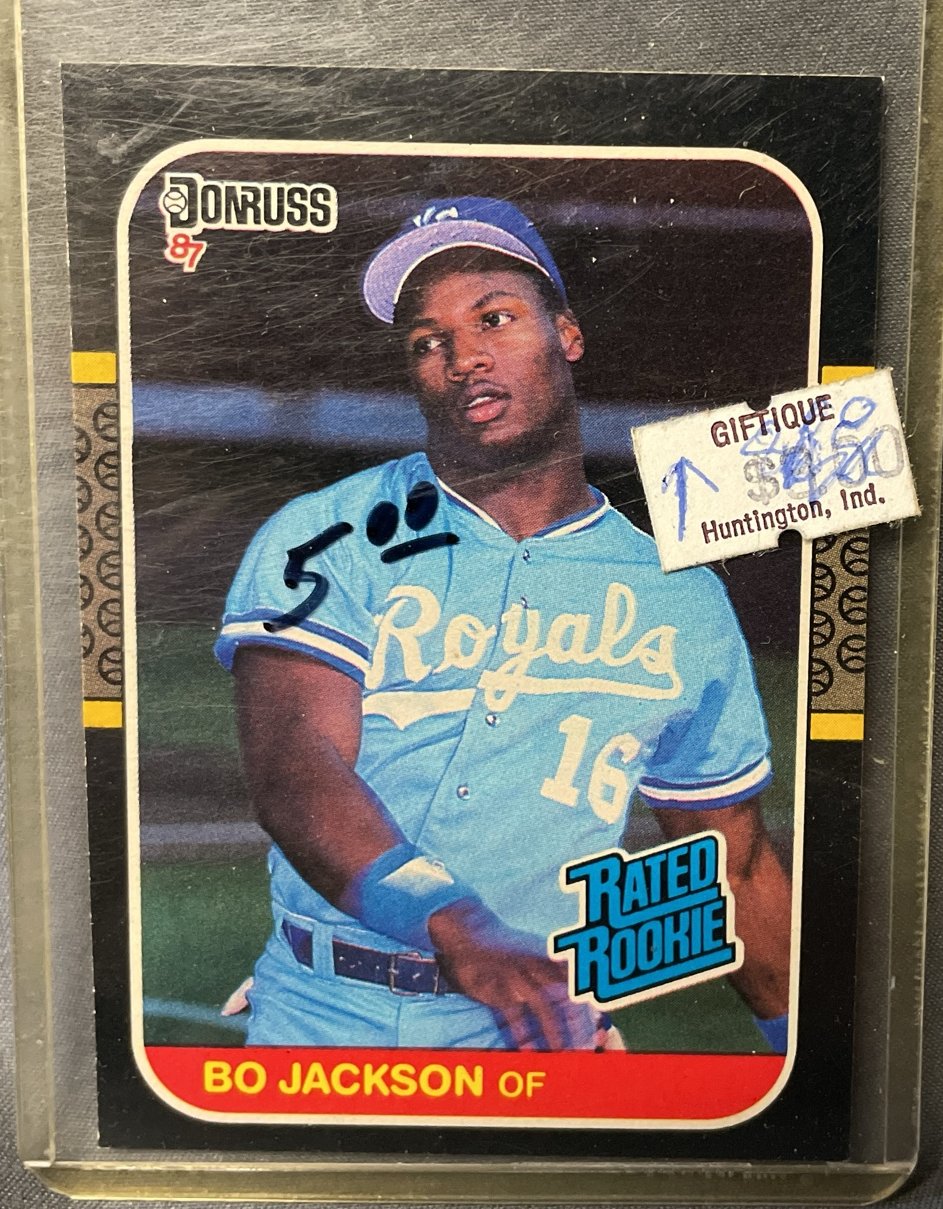 DONRUSS
87
GIFTIQUE
Huntington, Ind.
5.00
Royals
16
RATED
ROOKIE
BO JACKSON OF